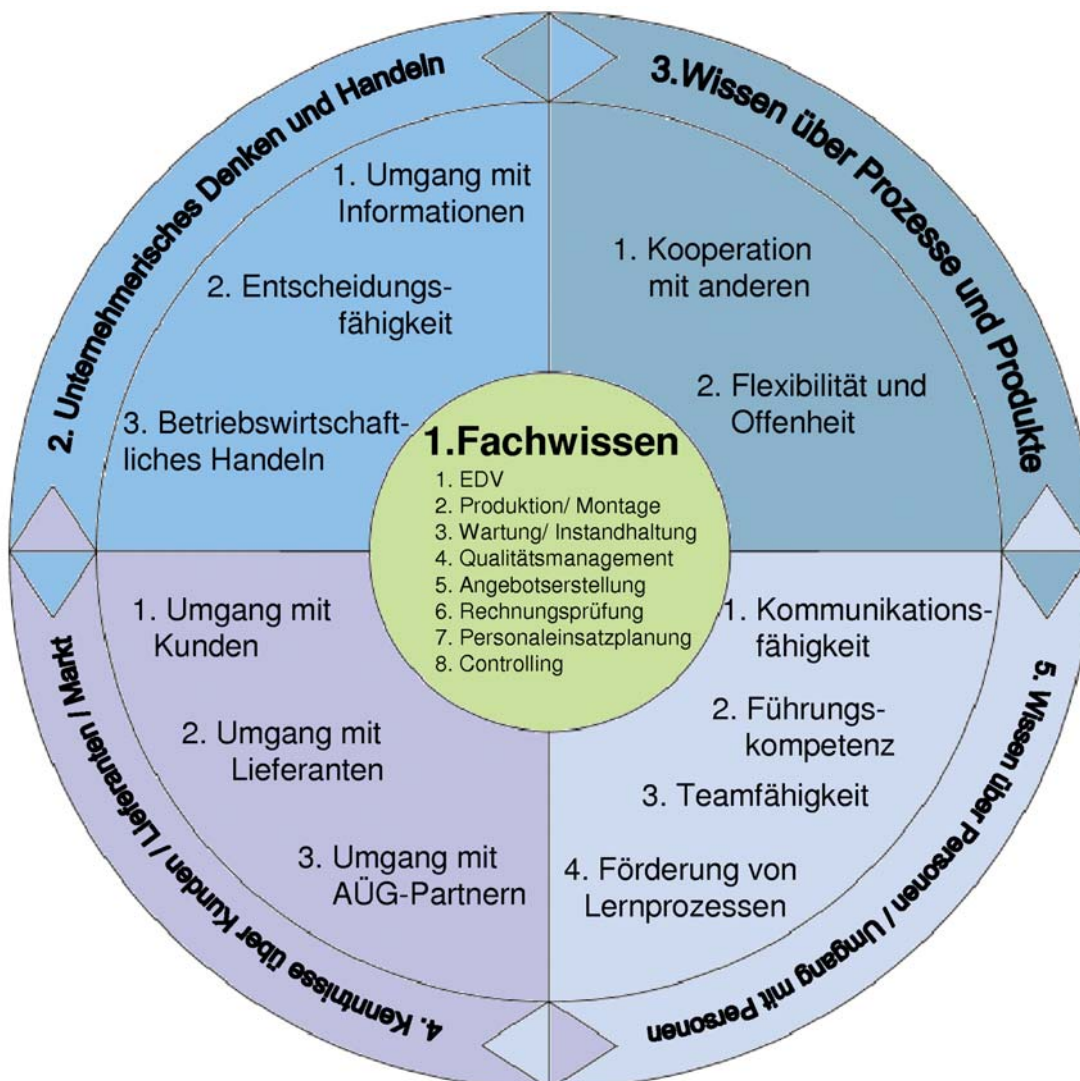 2. Unternehmerisches Denken und Handeln
1. Umgang mit
Informationen
2. Entscheidungs-
fähigkeit
3. Betriebswirtschaft-
liches Handeln
3.Wissen über Prozesse und Produkte
1. Kooperation
mit anderen
2. Flexibilität und
Offenheit
1.Fachwissen
1. EDV
2. Produktion/ Montage
3. Wartung/ Instandhaltung
4. Qualitätsmanagement
5. Angebotserstellung
6. Rechnungsprüfung
7. Personaleinsatzplanung
8. Controlling
4. Kenntnisse über Kunden / Lieferanten / Markt
1. Umgang mit
Kunden
2. Umgang mit
Lieferanten
3. Umgang mit
AÜG-Partnern
5. Wissen über Personen / Umgang mit Personen
1. Kommunikations-
fähigkeit
2. Führungs-
kompetenz
3. Teamfähigkeit
4. Förderung von
Lernprozessen